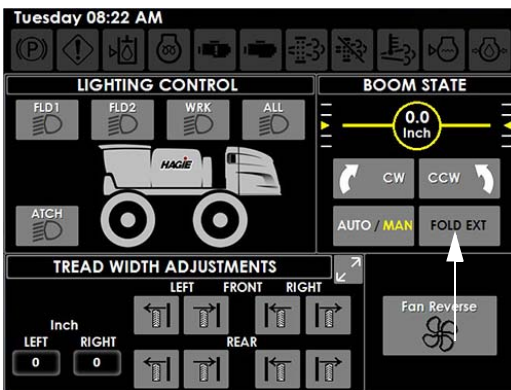 Tuesday 08:22 AM
(P)
LIGHTING CONTROL
FLD1 FLD2 WRK ALL
HAGIE
ATCH
BOOM STATE
0.0
Inch
CW CCW
AUTO / MAN FOLD EXT
TREAD WIDTH ADJUSTMENTS
LEFT FRONT RIGHT
Inch
LEFT RIGHT
0 0
REAR
Fan Reverse